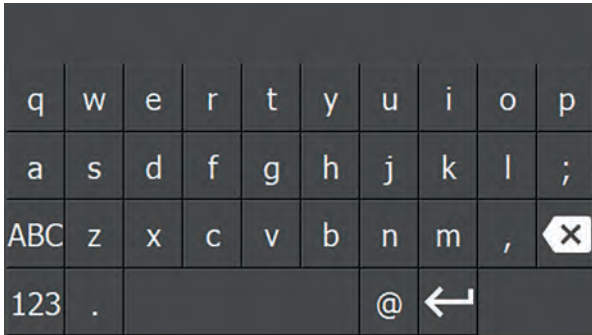 q w e r t y u i o p
a s d f g h j k l ;
ABC z x c v b n m ,
123 . @